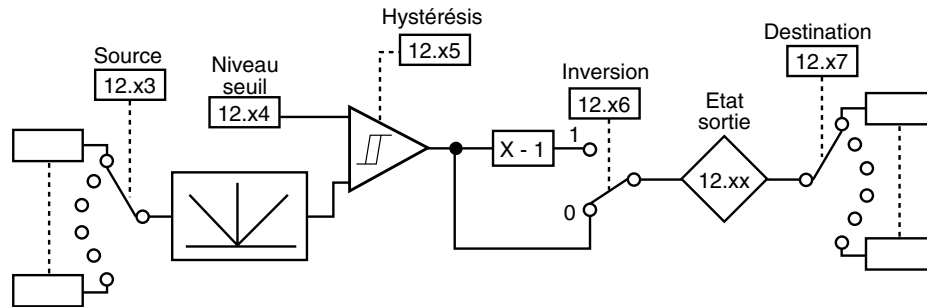 Source
12.x3
Niveau
seuil
12.x4
Hystérésis
12.x5
Inversion
12.x6
X - 1
1
0
Etat
sortie
12.xx
Destination
12.x7